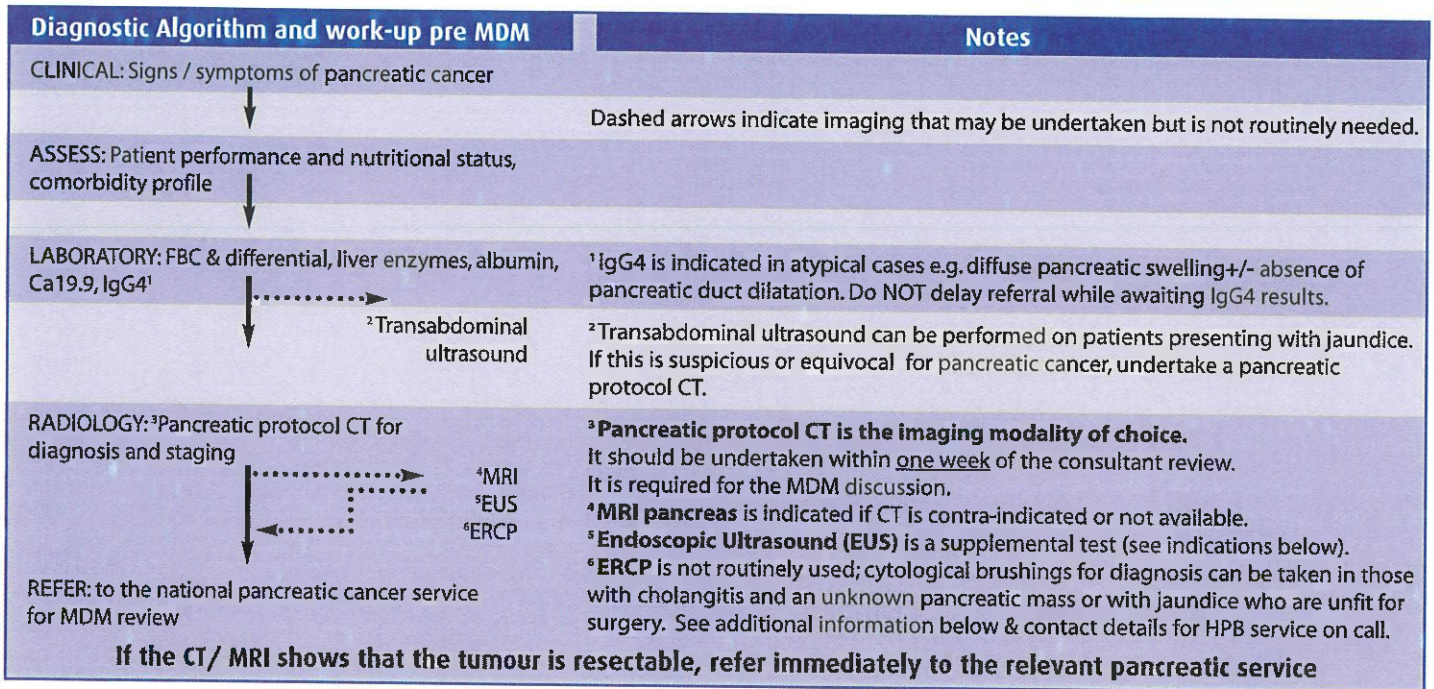 Diagnostic Algorithm and work-up pre MDM
Notes
CLINICAL: Signs / symptoms of pancreatic cancer
Dashed arrows indicate imaging that may be undertaken but is not routinely needed.
ASSESS: Patient performance and nutritional status,
comorbidity profile
LABORATORY: FBC & differential, liver enzymes, albumin,
Ca19.9, IgG4¹
¹IgG4 is indicated in atypical cases e.g. diffuse pancreatic swelling+/- absence of
pancreatic duct dilatation. Do NOT delay referral while awaiting IgG4 results.
²Transabdominal
ultrasound
²Transabdominal ultrasound can be performed on patients presenting with jaundice.
If this is suspicious or equivocal for pancreatic cancer, undertake a pancreatic
protocol CT.
RADIOLOGY: ³Pancreatic protocol CT for
diagnosis and staging
⁴MRI
⁵EUS
⁶ERCP
³Pancreatic protocol CT is the imaging modality of choice.
It should be undertaken within one week of the consultant review.
It is required for the MDM discussion.
⁴MRI pancreas is indicated if CT is contra-indicated or not available.
⁵Endoscopic Ultrasound (EUS) is a supplemental test (see indications below).
⁶ERCP is not routinely used; cytological brushings for diagnosis can be taken in those
with cholangitis and an unknown pancreatic mass or with jaundice who are unfit for
surgery. See additional information below & contact details for HPB service on call.
REFER: to the national pancreatic cancer service
for MDM review
If the CT/ MRI shows that the tumour is resectable, refer immediately to the relevant pancreatic service